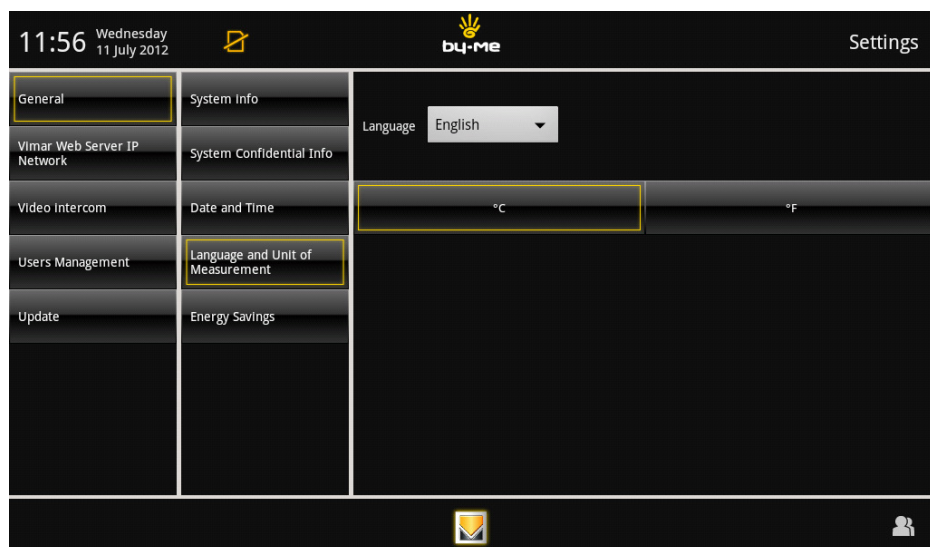 11:56
Wednesday
11 July 2012
by-me
Settings
General
Vimar Web Server IP
Network
Video Intercom
Users Management
Update
System Info
System Confidential Info
Date and Time
Language and Unit of
Measurement
Energy Savings
Language
English
°C
°F